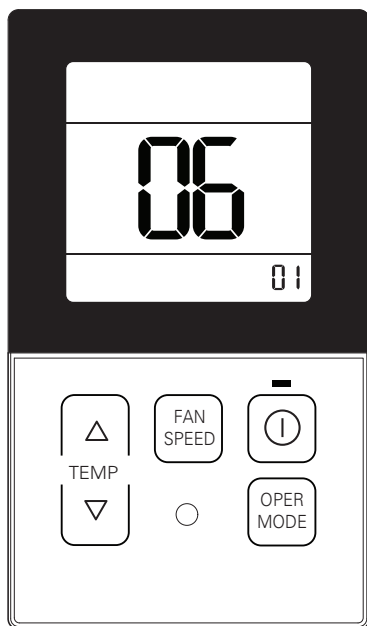 06
01
FAN
SPEED
TEMP
OPER
MODE